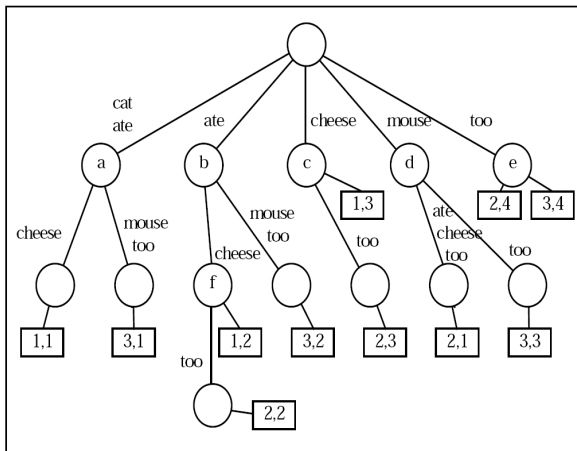 cat
ate
ate
cheese
mouse
too
a
b
c
d
e
1,3
2,4
3,4
cheese
mouse
too
cheese
mouse
too
too
ate
cheese
too
too
f
1,1
3,1
1,2
3,2
2,3
2,1
3,3
too
2,2